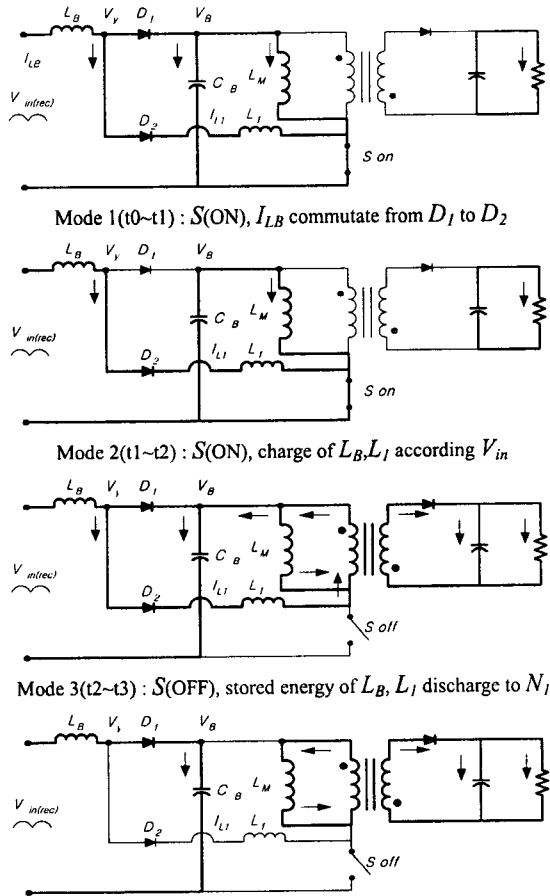 L_B V_y D_1 V_B
I_LB
C_B L_M
V_in(rec)
D_2 I_L1 L_1
S on
Mode 1(t0~t1) : S(ON), I_LB commutate from D_1 to D_2
L_B V_y D_1 V_B
V_in(rec) C_B L_M
D_2 I_L1 L_1
S on
Mode 2(t1~t2) : S(ON), charge of L_B,L_1 according V_in
L_B V_y D_1 V_B
V_in(rec) C_B L_M
D_2 I_L1 L_1
S off
Mode 3(t2~t3) : S(OFF), stored energy of L_B, L_1 discharge to N_1
L_B V_y D_1 V_B
V_in(rec) C_B L_M
D_2 I_L1 L_1
S off